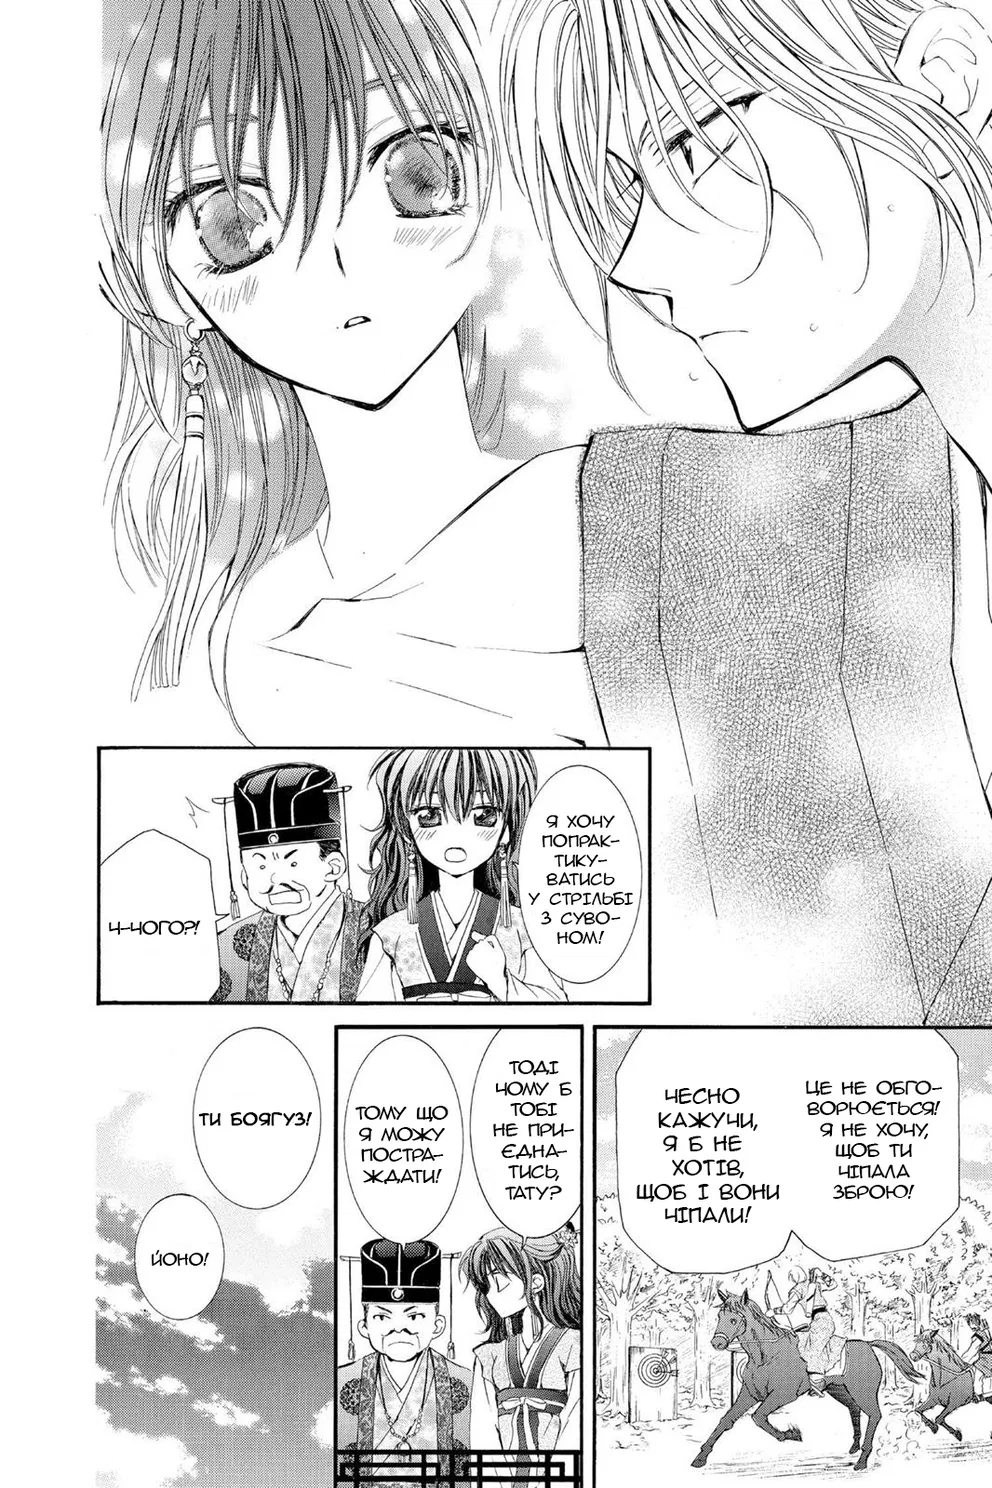 Я ХОЧУ
ПОПРАК-
ТИКУ-
ВАТИСЬ
У СТРІЛЬБІ
З СУВО-
НОМ!
Ч-ЧОГО?!
ЦЕ НЕ ОБГО-
ВОРЮЄТЬСЯ!
Я НЕ ХОЧУ,
ЩОБ ТИ
ЧІПАЛА
ЗБРОЮ!
ЧЕСНО
КАЖУЧИ,
Я Б НЕ
ХОТІВ,
ЩОБ І ВОНИ
ЧІПАЛИ!
ТОДІ
ЧОМУ Б
ТОБІ
НЕ ПРИ-
ЄДНА-
ТИСЬ,
ТАТУ?
ТОМУ ЩО
Я МОЖУ
ПОСТРА-
ЖДАТИ!
ТИ БОЯГУЗ!
ЙОНО!